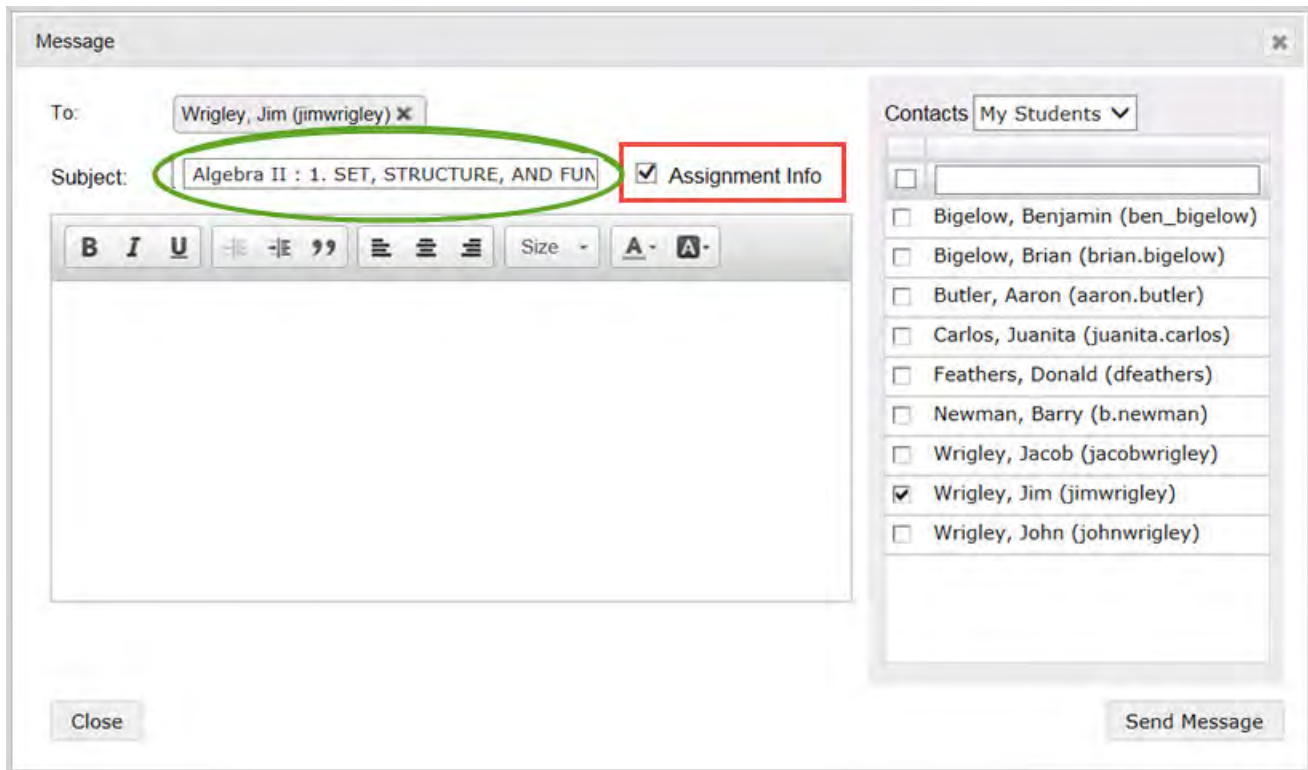 Message
To: Wrigley, Jim (jimwrigley) ✖
Subject: Algebra II : 1. SET, STRUCTURE, AND FUN
Assignment Info
B I U Size A A
Contacts My Students
Bigelow, Benjamin (ben_bigelow)
Bigelow, Brian (brian.bigelow)
Butler, Aaron (aaron.butler)
Carlos, Juanita (juanita.carlos)
Feathers, Donald (dfeathers)
Newman, Barry (b.newman)
Wrigley, Jacob (jacobwrigley)
Wrigley, Jim (jimwrigley)
Wrigley, John (johnwrigley)
Close
Send Message